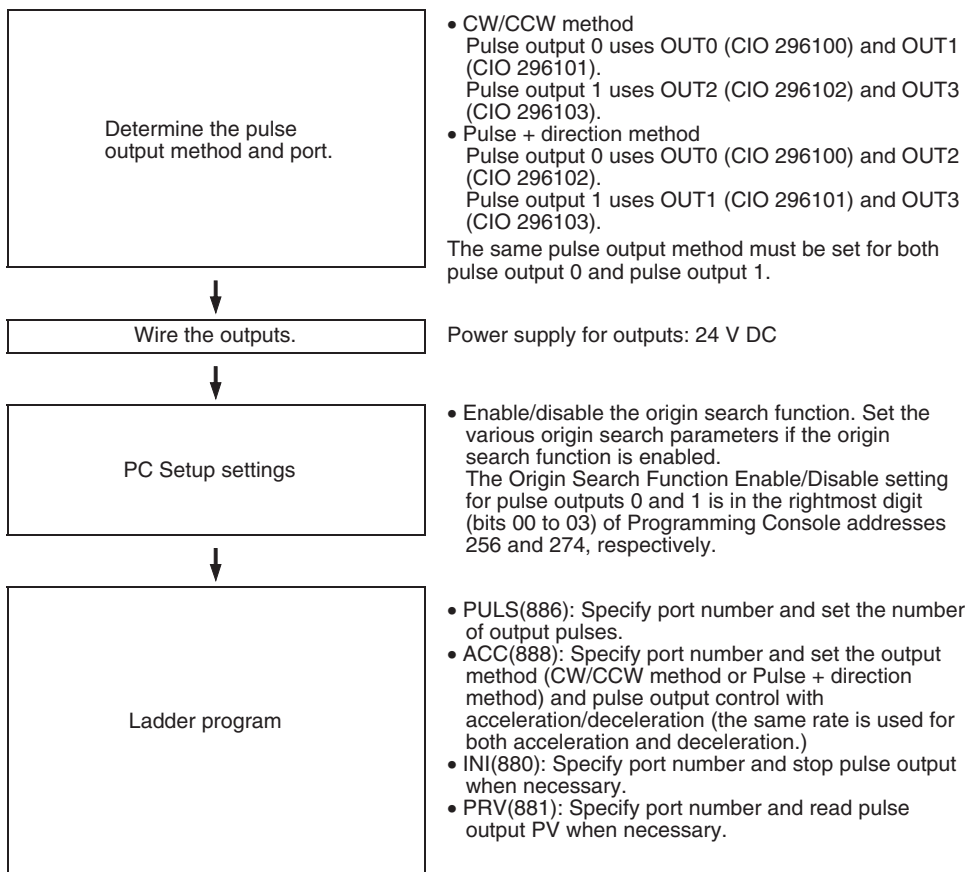 Determine the pulse
output method and port.
• CW/CCW method
Pulse output 0 uses OUT0 (CIO 296100) and OUT1
(CIO 296101).
Pulse output 1 uses OUT2 (CIO 296102) and OUT3
(CIO 296103).
• Pulse + direction method
Pulse output 0 uses OUT0 (CIO 296100) and OUT2
(CIO 296102).
Pulse output 1 uses OUT1 (CIO 296101) and OUT3
(CIO 296103).
The same pulse output method must be set for both
pulse output 0 and pulse output 1.
Wire the outputs.
Power supply for outputs: 24 V DC
PC Setup settings
• Enable/disable the origin search function. Set the
various origin search parameters if the origin
search function is enabled.
The Origin Search Function Enable/Disable setting
for pulse outputs 0 and 1 is in the rightmost digit
(bits 00 to 03) of Programming Console addresses
256 and 274, respectively.
Ladder program
• PULS(886): Specify port number and set the number
of output pulses.
• ACC(888): Specify port number and set the output
method (CW/CCW method or Pulse + direction
method) and pulse output control with
acceleration/deceleration (the same rate is used for
both acceleration and deceleration.)
• INI(880): Specify port number and stop pulse output
when necessary.
• PRV(881): Specify port number and read pulse
output PV when necessary.